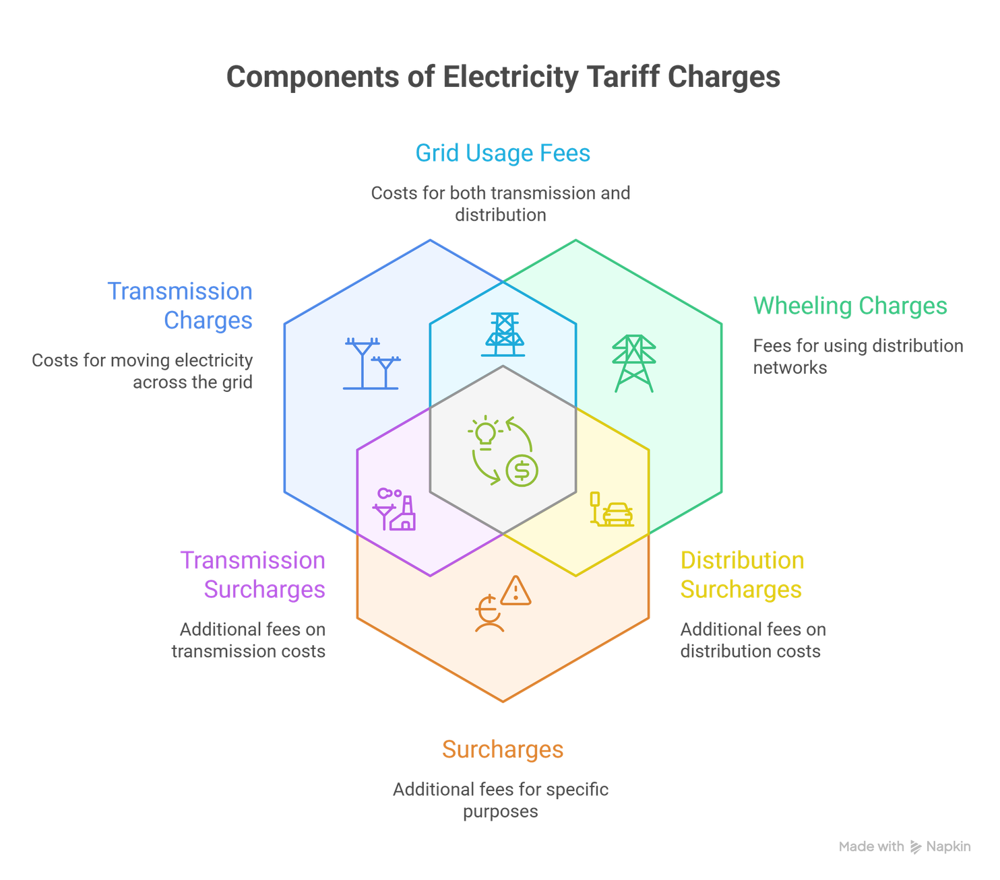 Components of Electricity Tariff Charges
Grid Usage Fees
Costs for both transmission and
distribution
Transmission
Charges
Costs for moving electricity
across the grid
Wheeling Charges
Fees for using distribution
networks
Transmission
Surcharges
Additional fees on
transmission costs
Distribution
Surcharges
Additional fees on
distribution costs
Surcharges
Additional fees for specific
purposes
Made with Napkin